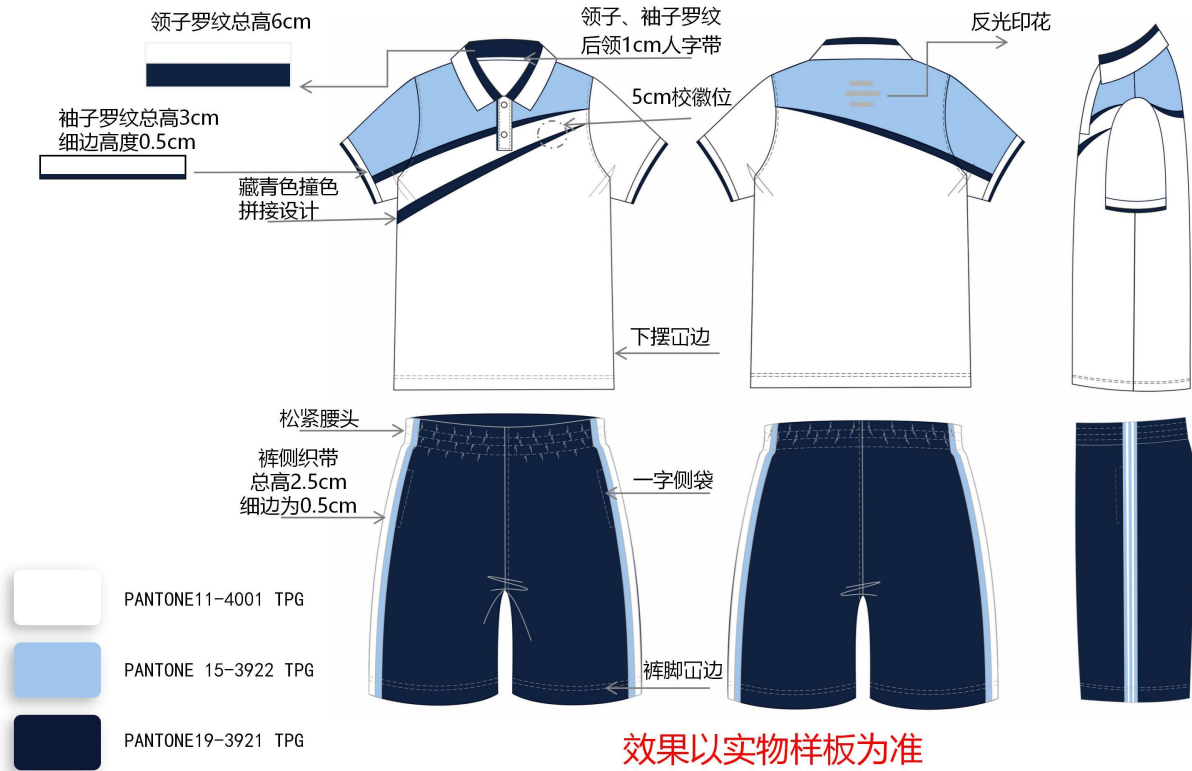 领子罗纹总高6cm
领子、袖子罗纹
后领1cm人字带
反光印花
5cm校徽位
袖子罗纹总高3cm
细边高度0.5cm
藏青色撞色
拼接设计
下摆冚边
松紧腰头
裤侧织带
总高2.5cm
细边为0.5cm
一字侧袋
裤脚冚边
PANTONE11-4001 TPG
PANTONE 15-3922 TPG
PANTONE19-3921 TPG
效果以实物样板为准